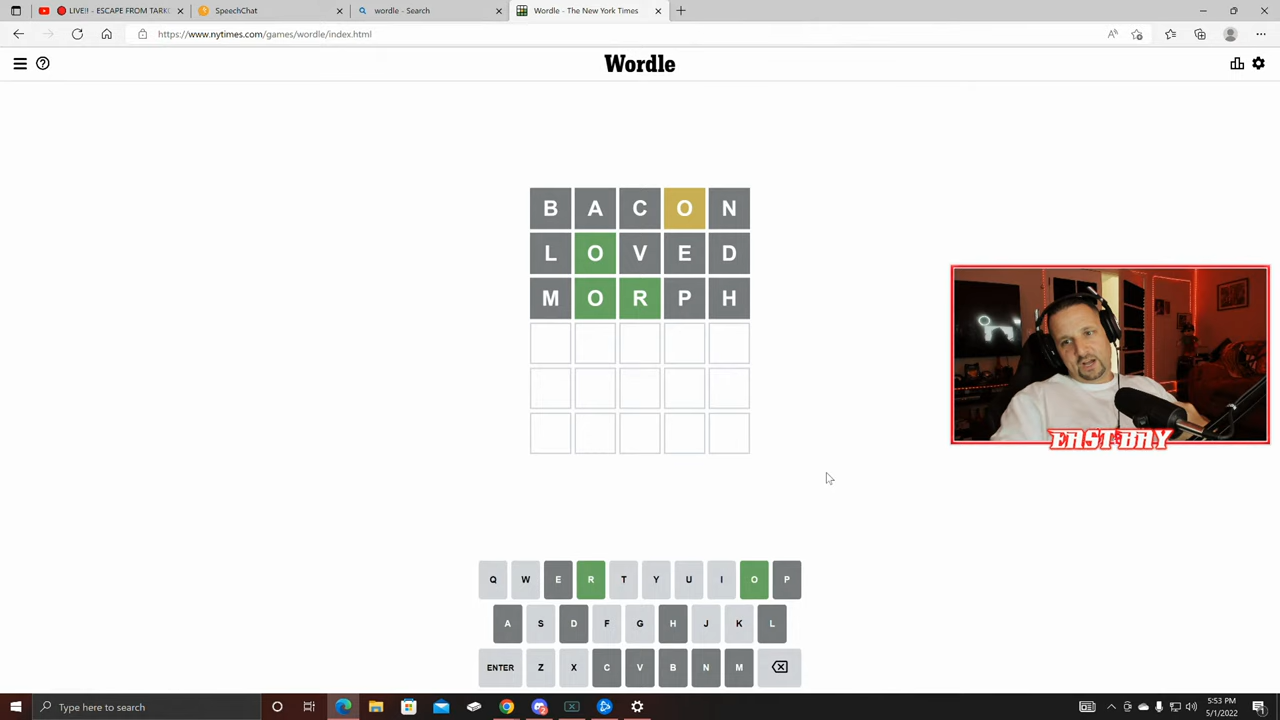 🔴 LIVE!! - ESCAPE FROM TARK
SpeechChat
wordle - Search
Wordle - The New York Times
https://www.nytimes.com/games/wordle/index.html
Wordle
B A C O N
L O V E D
M O R P H
EAST BAY
Q W E R T Y U I O P
A S D F G H J K L
ENTER Z X C V B N M
Type here to search
5:53 PM
5/1/2022